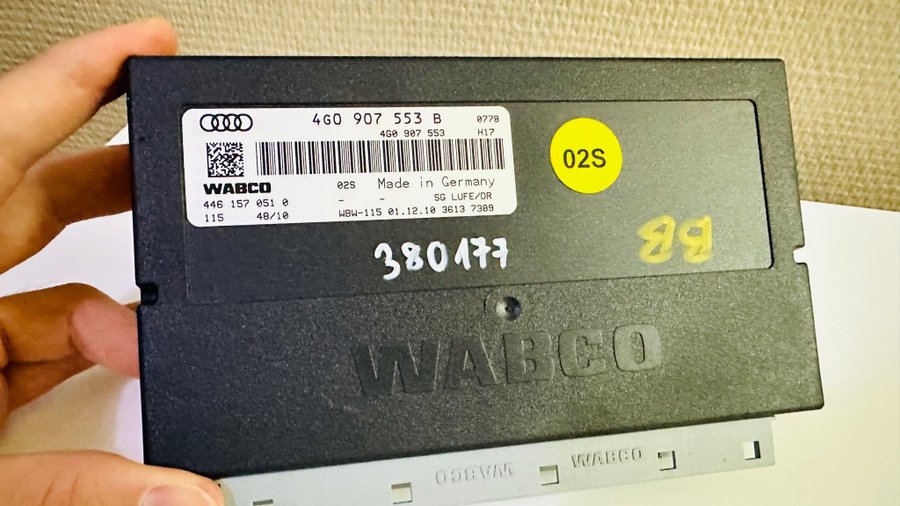 4G0 907 553 B 0778
4G0 907 553 H17
WABCO 02S Made in Germany
446 157 051 0 - - SG LUFE/DR
115 48/10 WBW-115 01.12.10 3613 7389
02S
BB
380177
WABCO
WABCO WABCO